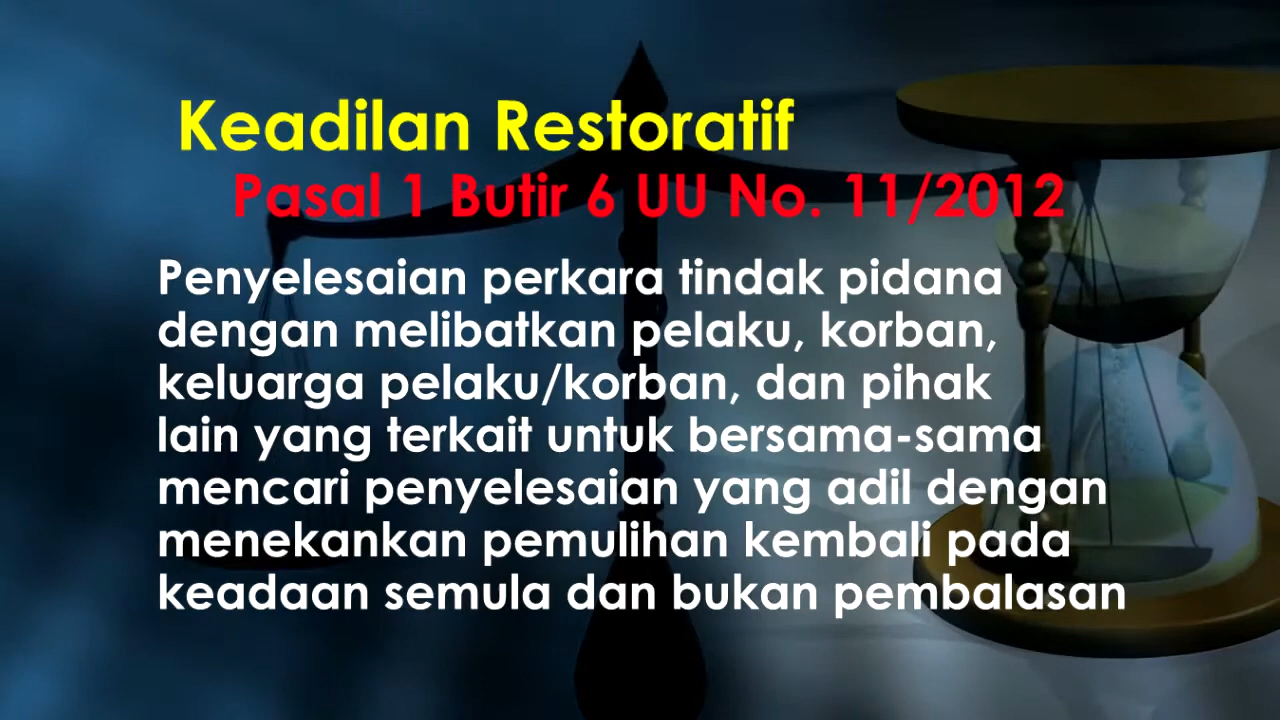 Keadilan Restoratif
Pasal 1 Butir 6 UU No. 11/2012
Penyelesaian perkara tindak pidana
dengan melibatkan pelaku, korban,
keluarga pelaku/korban, dan pihak
lain yang terkait untuk bersama-sama
mencari penyelesaian yang adil dengan
menekankan pemulihan kembali pada
keadaan semula dan bukan pembalasan